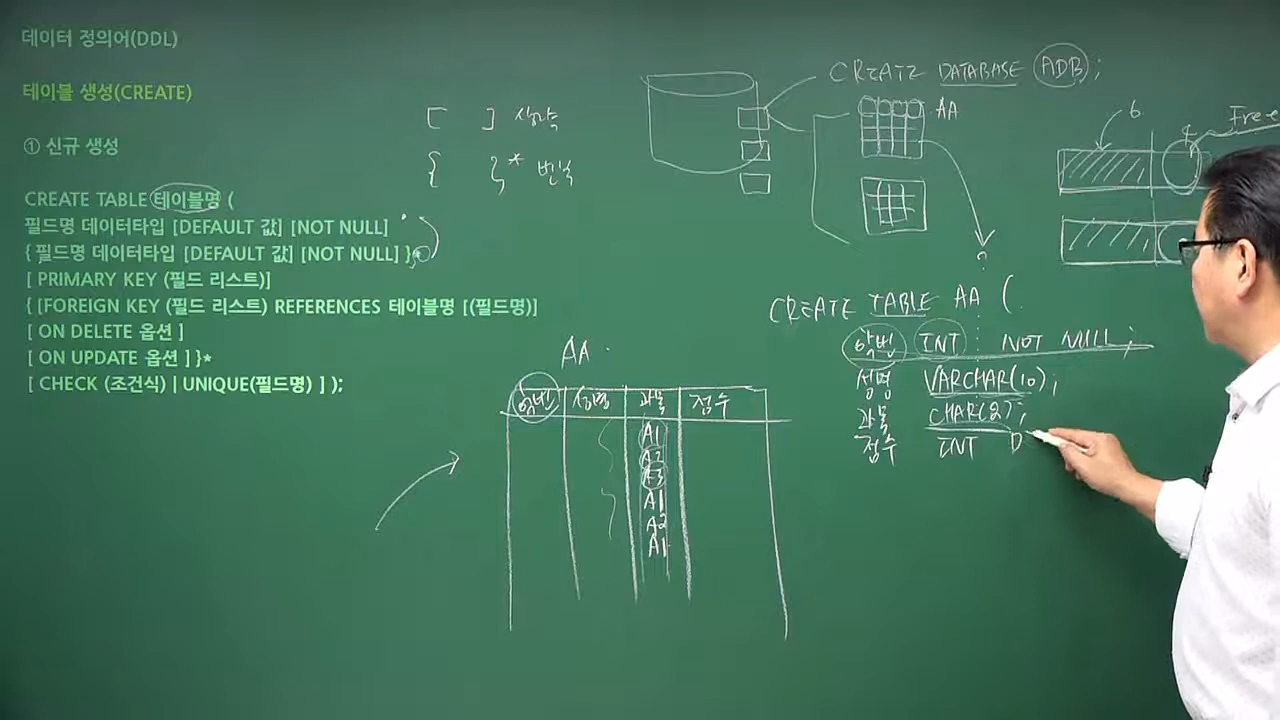 데이터 정의어(DDL)
테이블 생성(CREATE)
① 신규 생성
CREATE TABLE 테이블명 (
필드명 데이터타입 [DEFAULT 값] [NOT NULL]
{ 필드명 데이터타입 [DEFAULT 값] [NOT NULL] }*
[ PRIMARY KEY (필드 리스트)]
{ [FOREIGN KEY (필드 리스트) REFERENCES 테이블명 [(필드명)]
[ ON DELETE 옵션 ]
[ ON UPDATE 옵션 ] }*
[ CHECK (조건식) | UNIQUE(필드명) ] );
[ ] 생략
{ }* 반복
CREATE DATABASE ADB;
AA
6
4
Free
?
CREATE TABLE AA (
학번 INT NOT NULL;
성명 VARCHAR(10);
과목 CHAR(2);
점수 INT D
AA
학번 성명 과목 점수
A1
A2
A3
A1
A2
A1